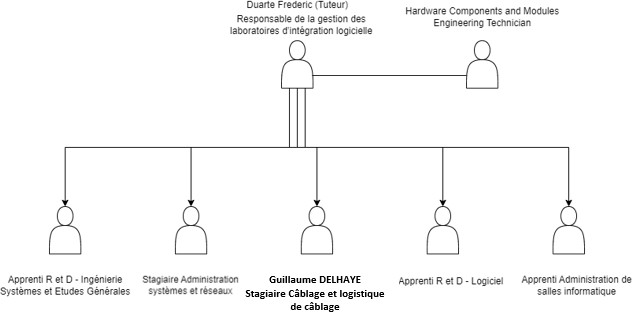 Duarte Frederic (Tuteur)
Responsable de la gestion des
laboratoires d'intégration logicielle
Hardware Components and Modules
Engineering Technician
Apprenti R et D - Ingénierie
Systèmes et Etudes Générales
Stagiaire Administration
systèmes et réseaux
Guillaume DELHAYE
Stagiaire Câblage et logistique
de câblage
Apprenti R et D - Logiciel
Apprenti Administration de
salles informatique